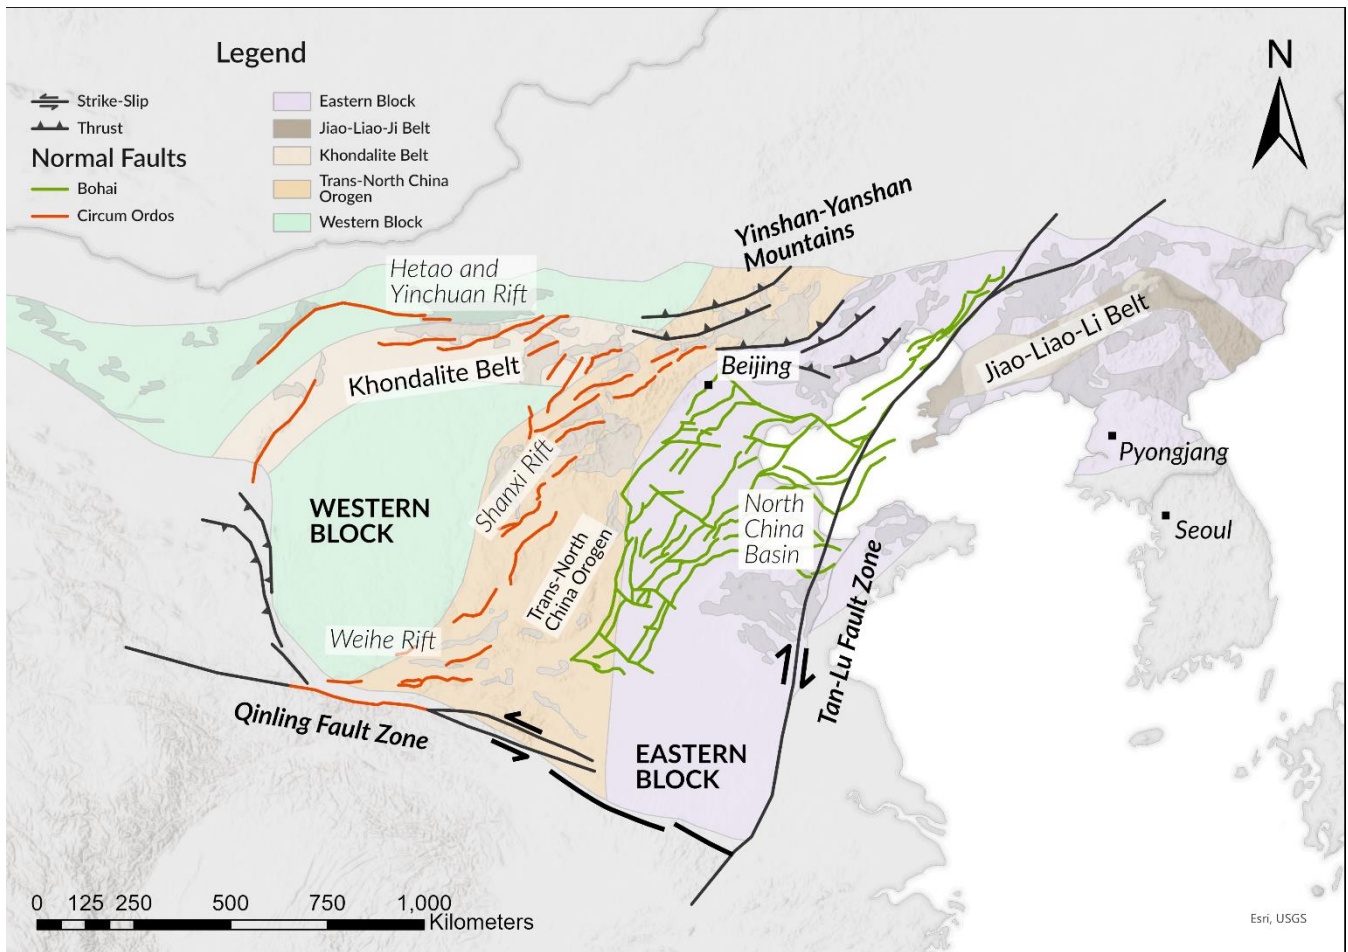 Legend
Strike-Slip
Thrust
Normal Faults
Bohai
Circum Ordos
Eastern Block
Jiao-Liao-Ji Belt
Khondalite Belt
Trans-North China
Orogen
Western Block
N
Yinshan-Yanshan
Mountains
Hetao and
Yinchuan Rift
Khondalite Belt
Beijing
Jiao-Liao-Li Belt
Pyongjang
Seoul
WESTERN
BLOCK
Shanxi Rift
North
China
Basin
Trans-North
China Orogen
Weihe Rift
Tan-Lu Fault Zone
Qinling Fault Zone
EASTERN
BLOCK
0 125 250 500 750 1,000
Kilometers
Esri, USGS